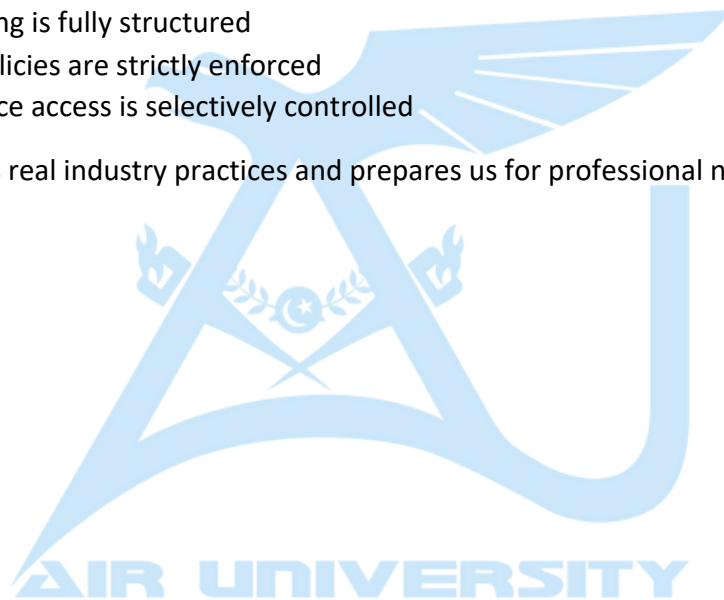 ng is fully structured
licies are strictly enforced
ce access is selectively controlled
real industry practices and prepares us for professional n
AIR UNIVERSITY